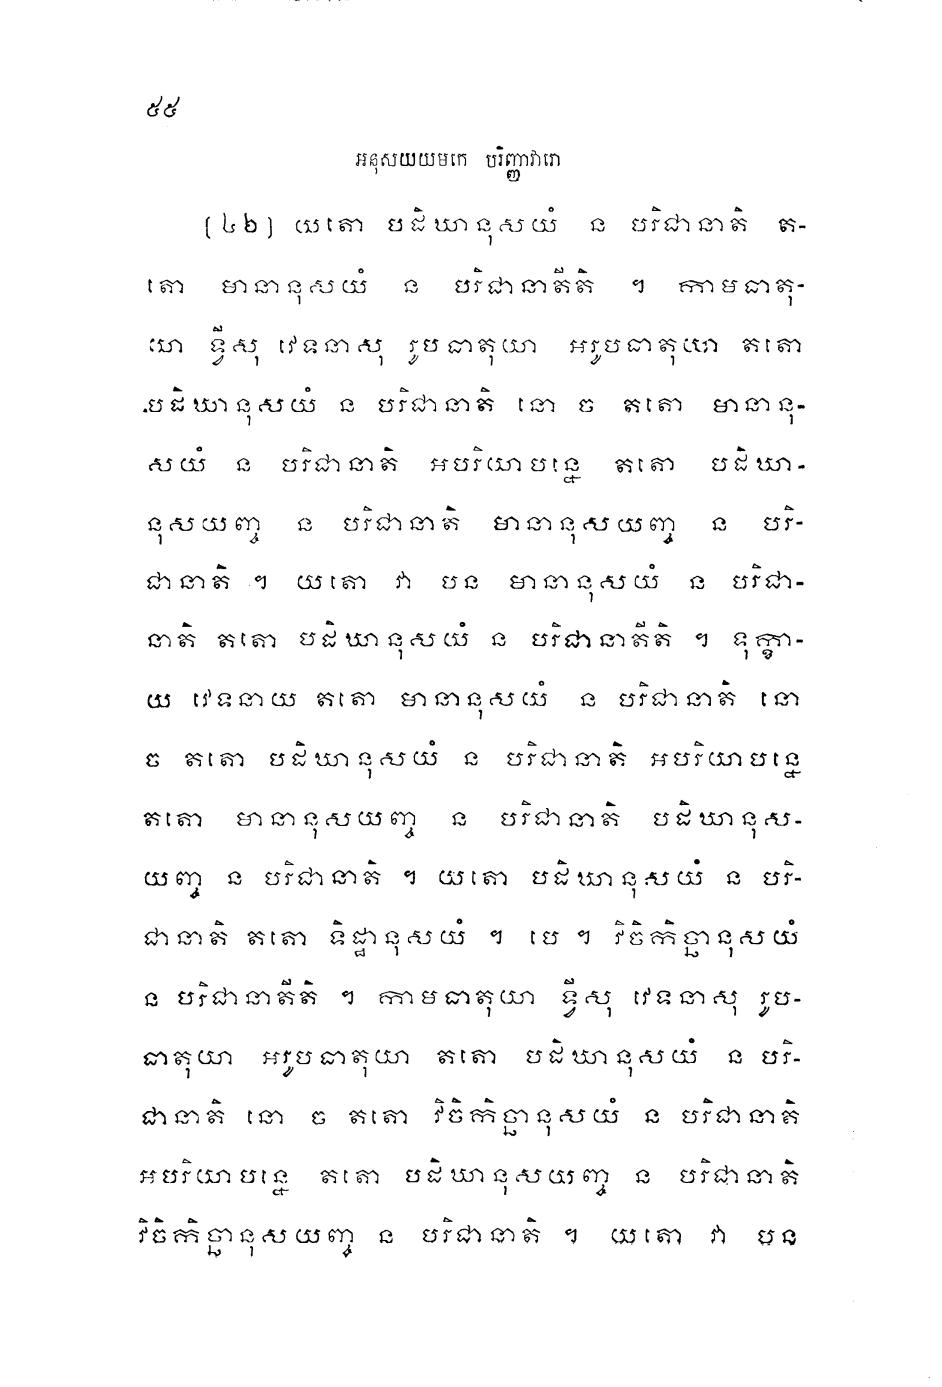 ៥៥
អនុសយយមកេ បរិញ្ញាវារោ
(៤២) យតោ បដិឃានុសយំ ន បរិជានាតិ ត-
តោ មានានុសយំ ន បរិជានាតីតិ ។ កាមធាតុ-
យា ទ្វីសុ វេទនាសុ រូបធាតុយា អរូបធាតុយា តតោ
បដិឃានុសយំ ន បរិជានាតិ នោ ច តតោ មានានុ-
សយំ ន បរិជានាតិ អបរិយាបន្នេ តតោ បដិឃា-
នុសយញ្ច ន បរិជានាតិ មានានុសយញ្ច ន បរិ-
ជានាតិ ។ យតោ វា បន មានានុសយំ ន បរិជា-
នាតិ តតោ បដិឃានុសយំ ន បរិជានាតីតិ ។ ទុក្ខា-
យ វេទនាយ តតោ មានានុសយំ ន បរិជានាតិ នោ
ច តតោ បដិឃានុសយំ ន បរិជានាតិ អបរិយាបន្នេ
តតោ មានានុសយញ្ច ន បរិជានាតិ បដិឃានុស-
យញ្ច ន បរិជានាតិ ។ យតោ បដិឃានុសយំ ន បរិ-
ជានាតិ តតោ ទិដ្ឋានុសយំ ។ បេ ។ វិចិកិច្ឆានុសយំ
ន បរិជានាតីតិ ។ កាមធាតុយា ទ្វីសុ វេទនាសុ រូប-
ធាតុយា អរូបធាតុយា តតោ បដិឃានុសយំ ន បរិ-
ជានាតិ នោ ច តតោ វិចិកិច្ឆានុសយំ ន បរិជានាតិ
អបរិយាបន្នេ តតោ បដិឃានុសយញ្ច ន បរិជានាតិ
វិចិកិច្ឆានុសយញ្ច ន បរិជានាតិ ។ យតោ វា បន